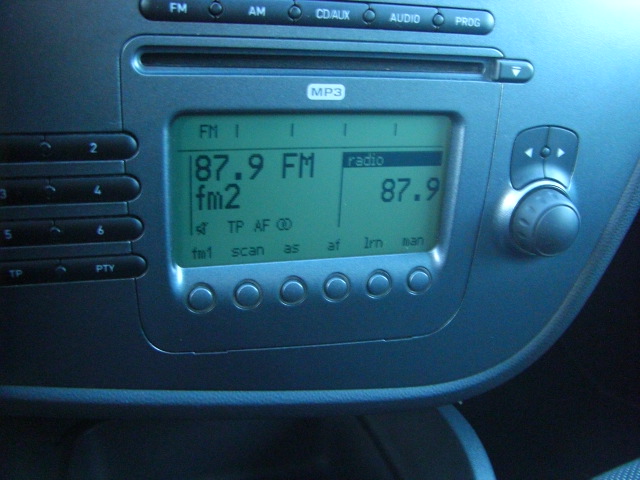 FM AM CD/AUX AUDIO PROG
MP3
FM
87.9 FM
radio
fm2
87.9
TP AF
fm1 scan as af lrn man
2
3 4
5 6
TP PTY